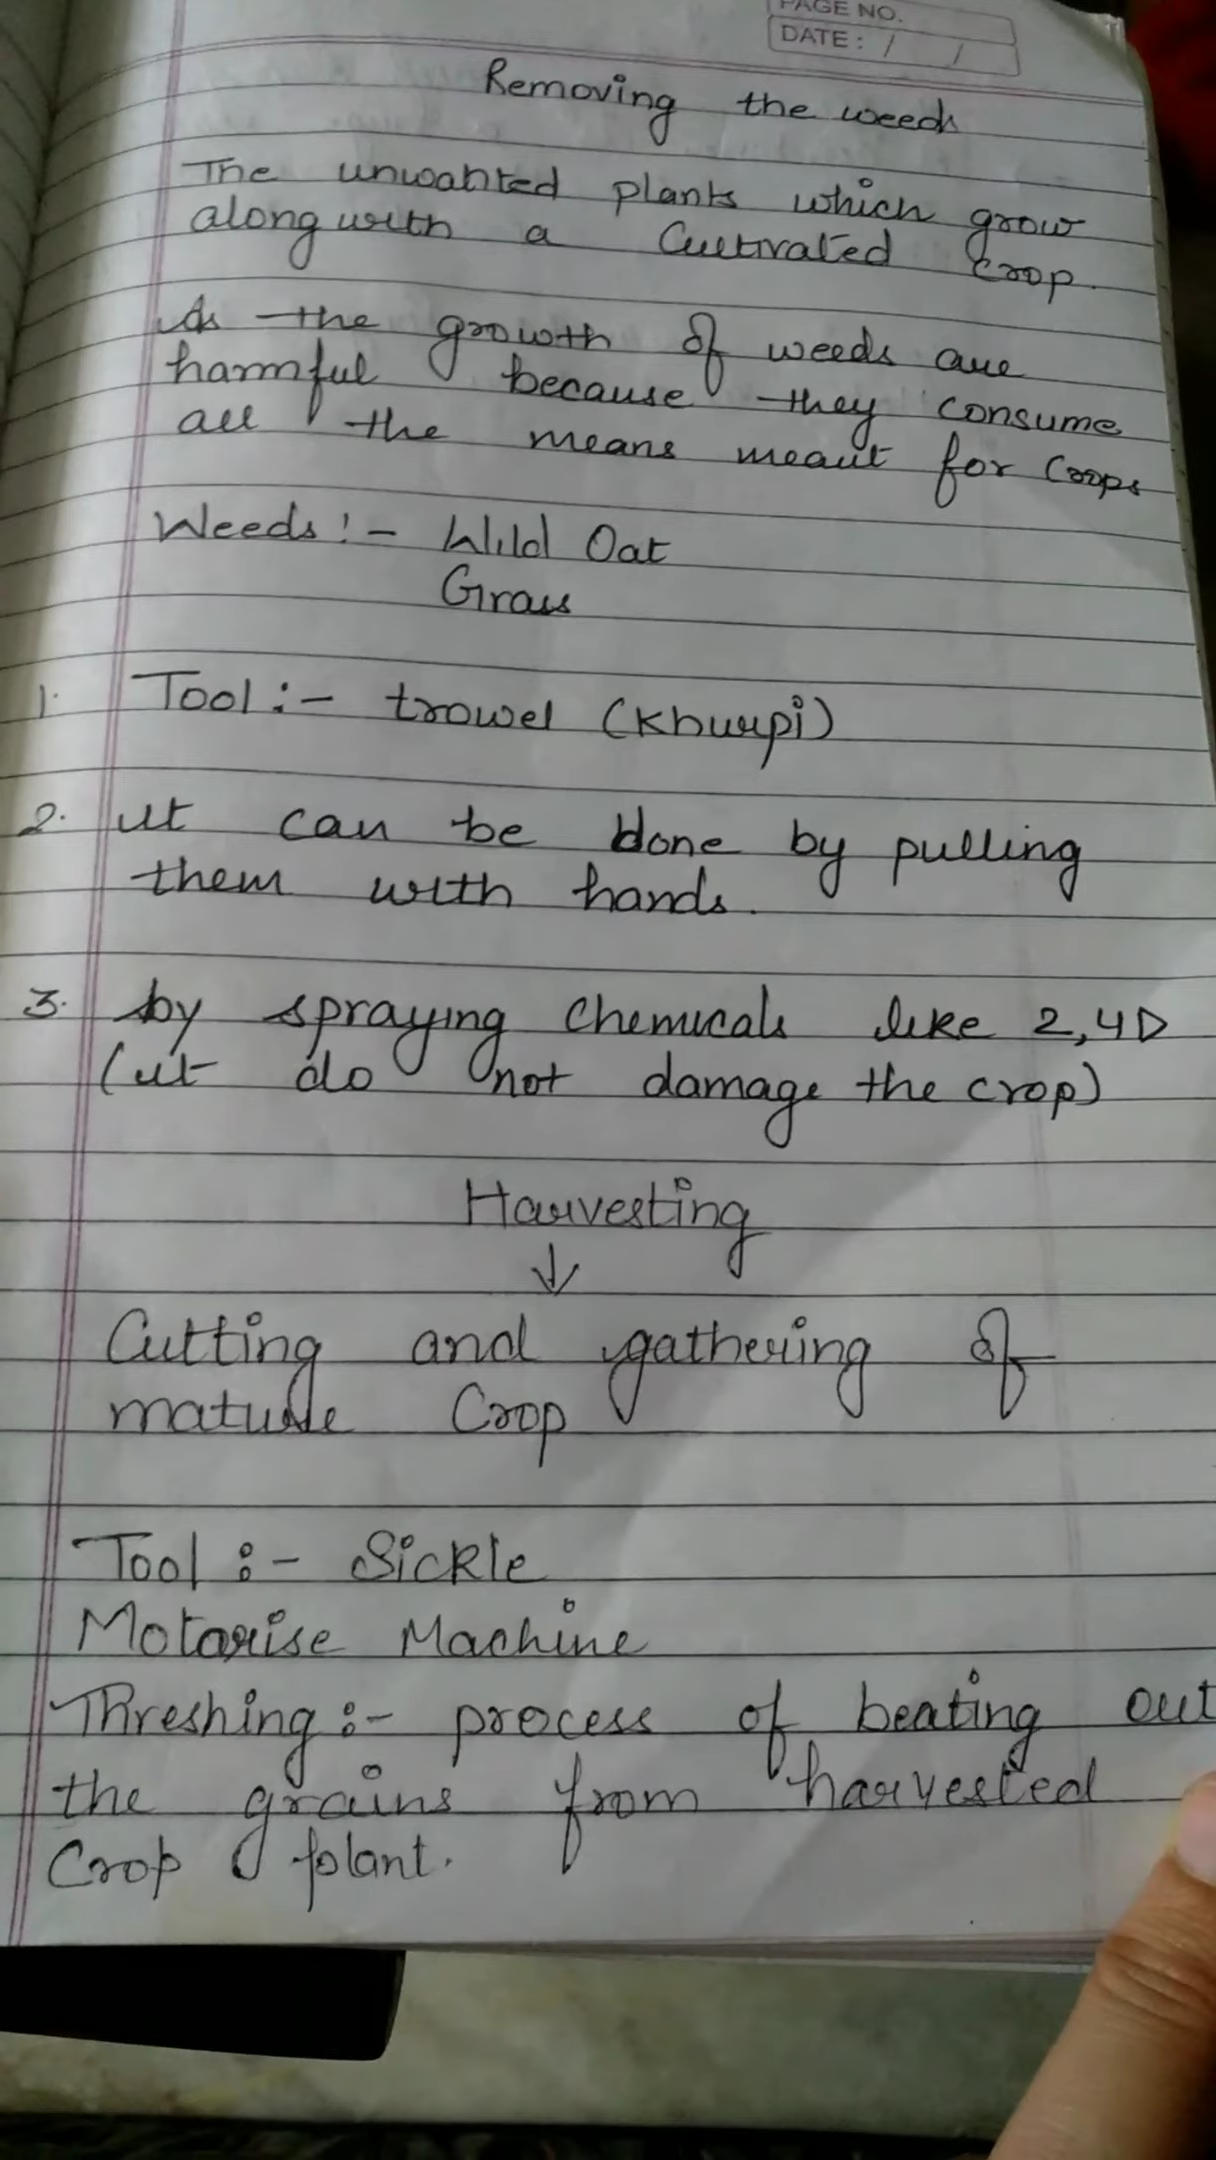 PAGE NO.
DATE: / /
Removing the weeds
The unwanted plants which grow
along with a Cultivated crop.
As the growth of weeds are
harmful because they consume
all the means meant for Crops
Weeds:- Wild Oat
Grass
1. Tool:- trowel (Khurpi)
2. it can be done by pulling
them with hands.
3. by spraying chemicals like 2,4D
(it do not damage the crop)
Harvesting
↓
Cutting and gathering of
mature Crop
Tool:- Sickle
Motorise Machine
Threshing:- process of beating out
the grains from harvested
Crop plant.